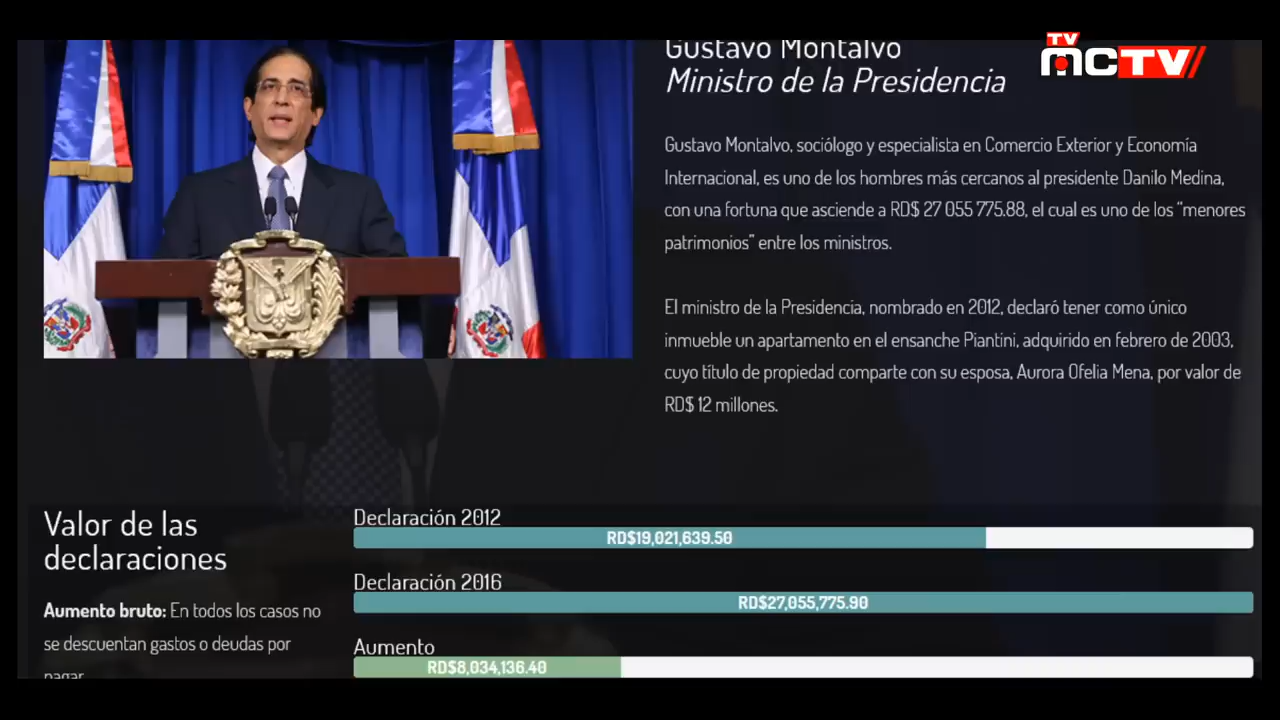 TV
MCTV
Gustavo Montalvo
Ministro de la Presidencia
Gustavo Montalvo, sociólogo y especialista en Comercio Exterior y Economía
Internacional, es uno de los hombres más cercanos al presidente Danilo Medina,
con una fortuna que asciende a RD$ 27 055 775.88, el cual es uno de los “menores
patrimonios” entre los ministros.
El ministro de la Presidencia, nombrado en 2012, declaró tener como único
inmueble un apartamento en el ensanche Piantini, adquirido en febrero de 2003,
cuyo título de propiedad comparte con su esposa, Aurora Ofelia Mena, por valor de
RD$ 12 millones.
Valor de las
declaraciones
Aumento bruto: En todos los casos no
se descuentan gastos o deudas por
pagar
Declaración 2012
RD$19,021,639.50
Declaración 2016
RD$27,055,775.90
Aumento
RD$8,034,136.40